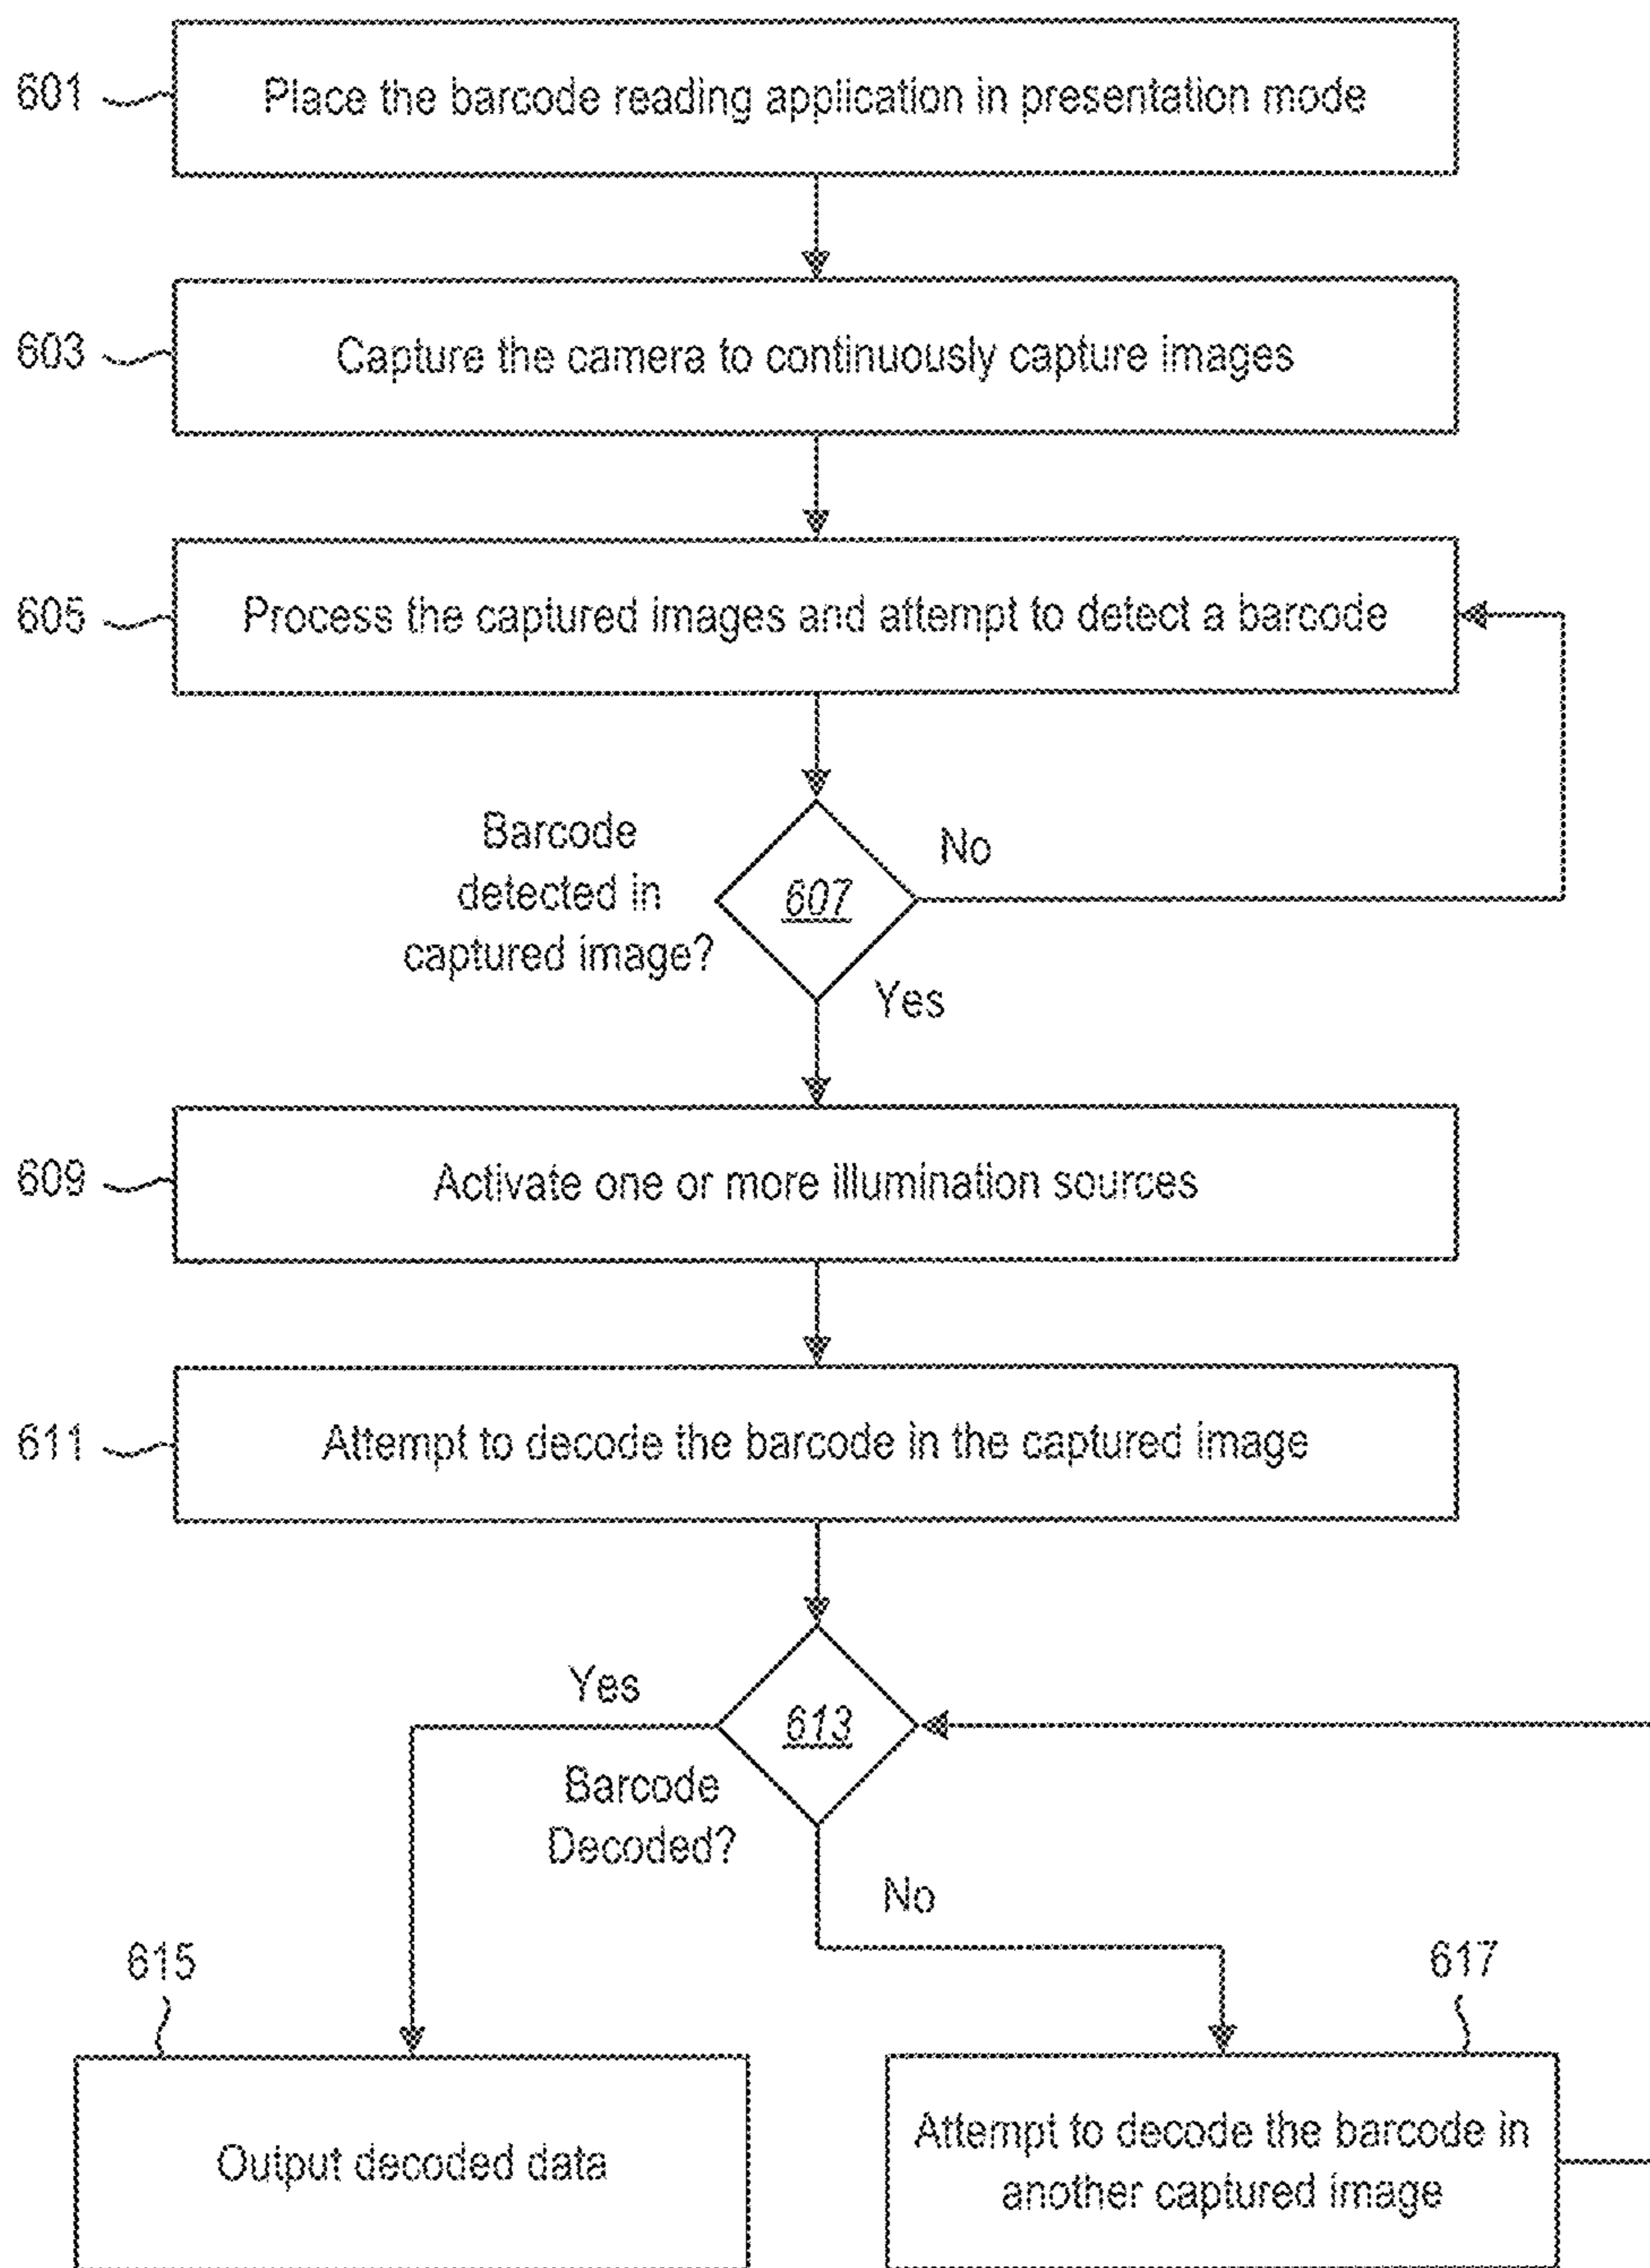 601
Place the barcode reading application in presentation mode
603
Capture the camera to continuously capture images
605
Process the captured images and attempt to detect a barcode
Barcode
detected in
captured image?
607
No
Yes
609
Activate one or more illumination sources
611
Attempt to decode the barcode in the captured image
Yes
613
Barcode
Decoded?
No
615
617
Output decoded data
Attempt to decode the barcode in
another captured image